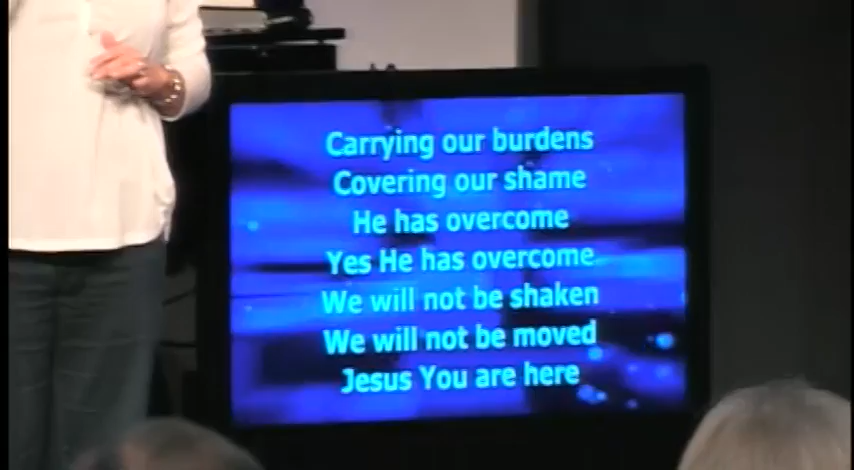 Carrying our burdens
Covering our shame
He has overcome
Yes He has overcome
We will not be shaken
We will not be moved
Jesus You are here